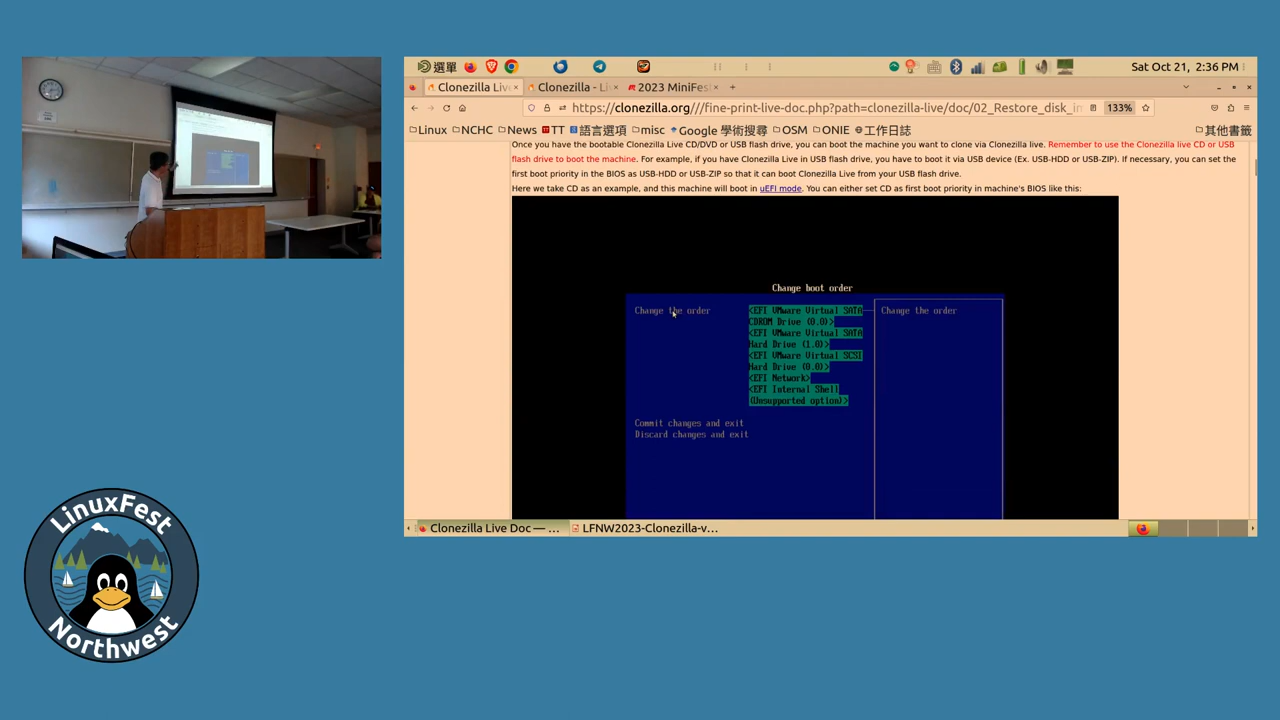 選單
Sat Oct 21, 2:36 PM
Clonezilla Liv
Clonezilla - Li
2023 MiniFes
https://clonezilla.org///fine-print-live-doc.php?path=clonezilla-live/doc/02_Restore_disk_in
133%
Linux NCHC News TT 語言選項 misc Google 學術搜尋 OSM ONIE 工作日誌 其他書籤
Once you have the bootable Clonezilla Live CD/DVD or USB flash drive, you can boot the machine you want to clone via Clonezilla live. Remember to use the Clonezilla live CD or USB
flash drive to boot the machine. For example, if you have Clonezilla Live in USB flash drive, you have to boot it via USB device (Ex. USB-HDD or USB-ZIP). If necessary, you can set the
first boot priority in the BIOS as USB-HDD or USB-ZIP so that it can boot Clonezilla Live from your USB flash drive.
Here we take CD as an example, and this machine will boot in uEFI mode. You can either set CD as first boot priority in machine's BIOS like this:
Change boot order
Change the order
<EFI VMware Virtual SATA
CDROM Drive (0.0)>
<EFI VMware Virtual SATA
Hard Drive (1.0)>
<EFI VMware Virtual SCSI
Hard Drive (0.0)>
<EFI Network>
<EFI Internal Shell
(Unsupported option)>
Change the order
Commit changes and exit
Discard changes and exit
Clonezilla Live Doc — ...
LFNW2023-Clonezilla-v...
LinuxFest
Northwest